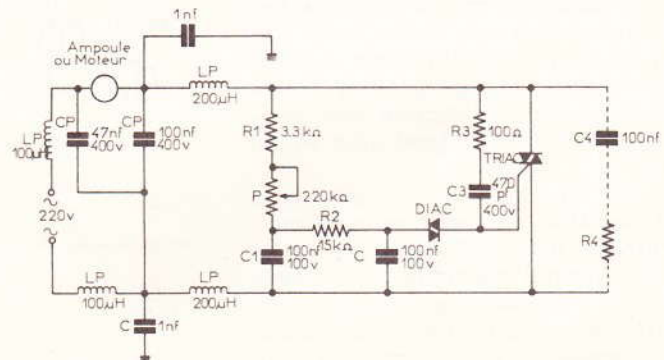 1nf
Ampoule
ou Moteur
LP
200µH
CP
47nf
400v
CP
100nf
400v
LP
100µH
R1
3.3kΩ
R3
100Ω
C4
100nf
TRIAC
C3
470
pf
400v
P
220kΩ
220v
DIAC
R2
15kΩ
C1
100nf
100v
C
100nf
100v
R4
LP
100µH
LP
200µH
C
1nf